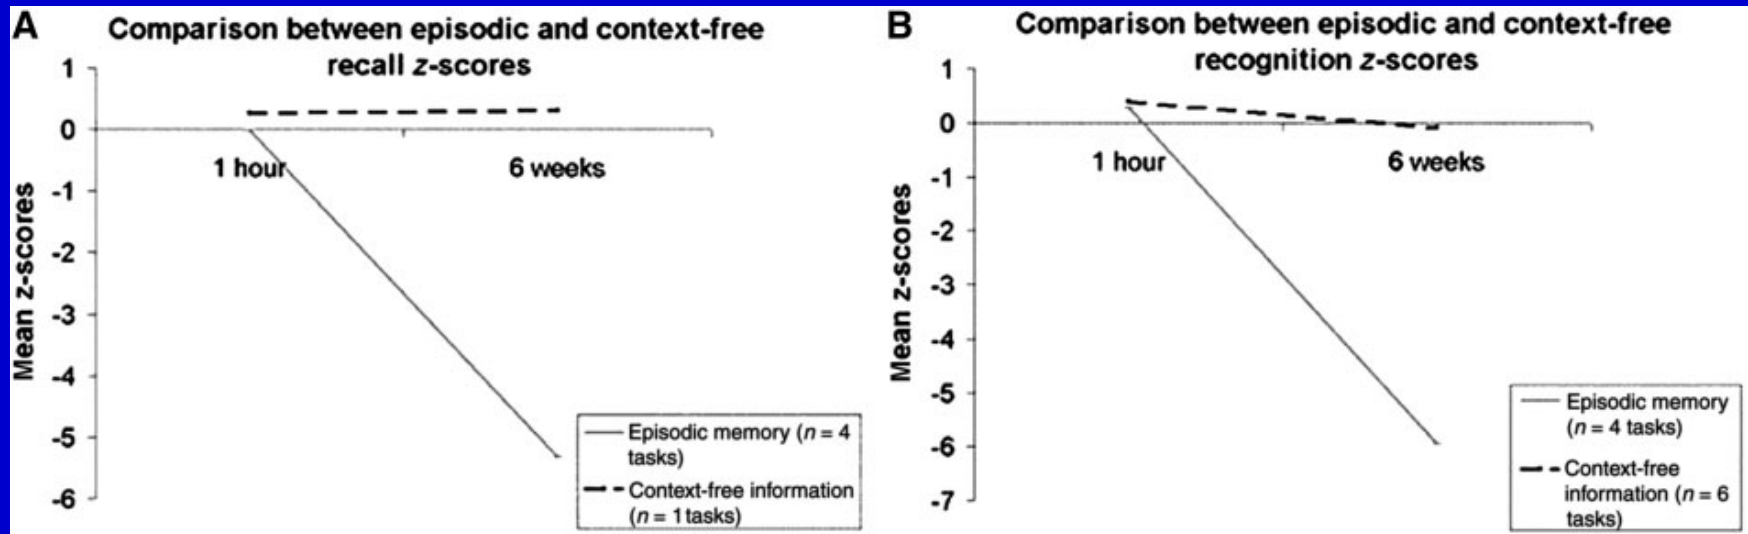 A
Comparison between episodic and context-free
recall z-scores
1
0
-1
-2
-3
-4
-5
-6
Mean z-scores
1 hour
6 weeks
Episodic memory (n = 4
tasks)
Context-free information
(n = 1tasks)
B
Comparison between episodic and context-free
recognition z-scores
1
0
-1
-2
-3
-4
-5
-6
-7
Mean z-scores
1 hour
6 weeks
Episodic memory
(n = 4 tasks)
Context-free
information (n = 6
tasks)